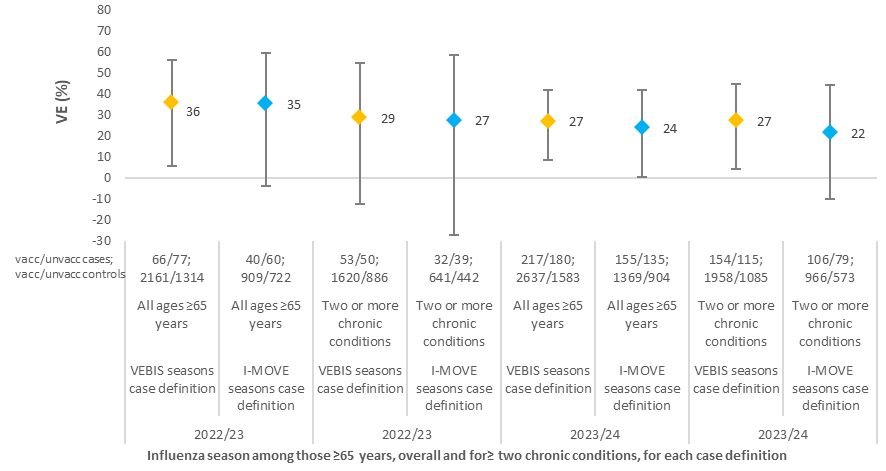 80
70
60
50
40
30
20
10
0
-10
-20
-30
VE (%)
36
35
29
27
27
24
27
22
vacc/unvacc cases;
vacc/unvacc controls
66/77;
2161/1314
40/60;
909/722
53/50;
1620/886
32/39;
641/442
217/180;
2637/1583
155/135;
1369/904
154/115;
1958/1085
106/79;
966/573
All ages ≥65
years
All ages ≥65
years
Two or more
chronic
conditions
Two or more
chronic
conditions
All ages ≥65
years
All ages ≥65
years
Two or more
chronic
conditions
Two or more
chronic
conditions
VEBIS seasons
case definition
I-MOVE
seasons case
definition
VEBIS seasons
case definition
I-MOVE
seasons case
definition
VEBIS seasons
case definition
I-MOVE
seasons case
definition
VEBIS seasons
case definition
I-MOVE
seasons case
definition
2022/23
2022/23
2023/24
2023/24
Influenza season among those ≥65 years, overall and for≥ two chronic conditions, for each case definition